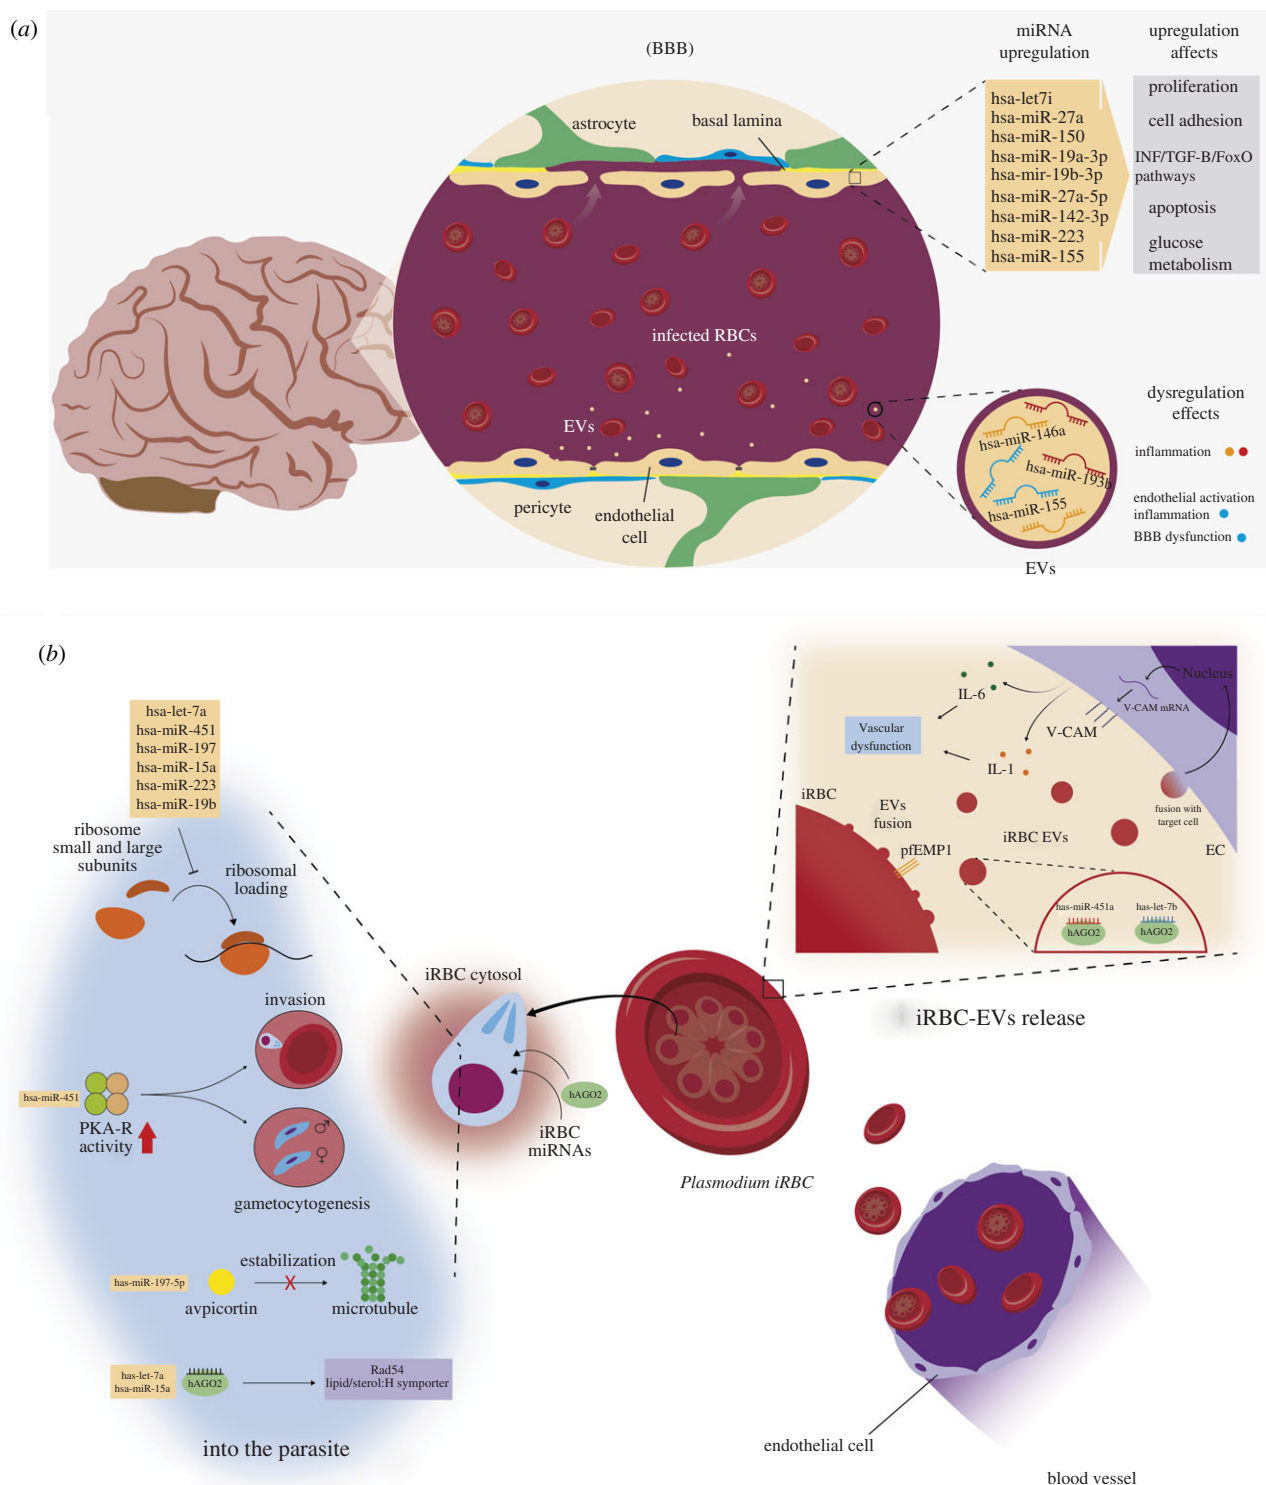 (a)
(BBB)
astrocyte
basal lamina
infected RBCs
EVs
pericyte
endothelial
cell
miRNA
upregulation
hsa-let7i
hsa-miR-27a
hsa-miR-150
hsa-miR-19a-3p
hsa-mir-19b-3p
hsa-miR-27a-5p
hsa-miR-142-3p
hsa-miR-223
hsa-miR-155
upregulation
affects
proliferation
cell adhesion
INF/TGF-B/FoxO
pathways
apoptosis
glucose
metabolism
hsa-miR-146a
hsa-miR-193b
hsa-miR-155
EVs
dysregulation
effects
inflammation
endothelial activation
inflammation
BBB dysfunction
(b)
hsa-let-7a
hsa-miR-451
hsa-miR-197
hsa-miR-15a
hsa-miR-223
hsa-miR-19b
ribosome
small and large
subunits
ribosomal
loading
invasion
hsa-miR-451
PKA-R
activity
♂
♀
gametocytogenesis
has-miR-197-5p
avpicortin
estabilization
X
microtubule
has-let-7a
hsa-miR-15a
hAGO2
Rad54
lipid/sterol:H symporter
into the parasite
iRBC cytosol
hAGO2
iRBC
miRNAs
Plasmodium iRBC
IL-6
Vascular
dysfunction
IL-1
V-CAM
V-CAM mRNA
Nucleus
iRBC
EVs
fusion
pfEMP1
iRBC EVs
fusion with
target cell
EC
has-miR-451a
hAGO2
has-let-7b
hAGO2
iRBC-EVs release
endothelial cell
blood vessel